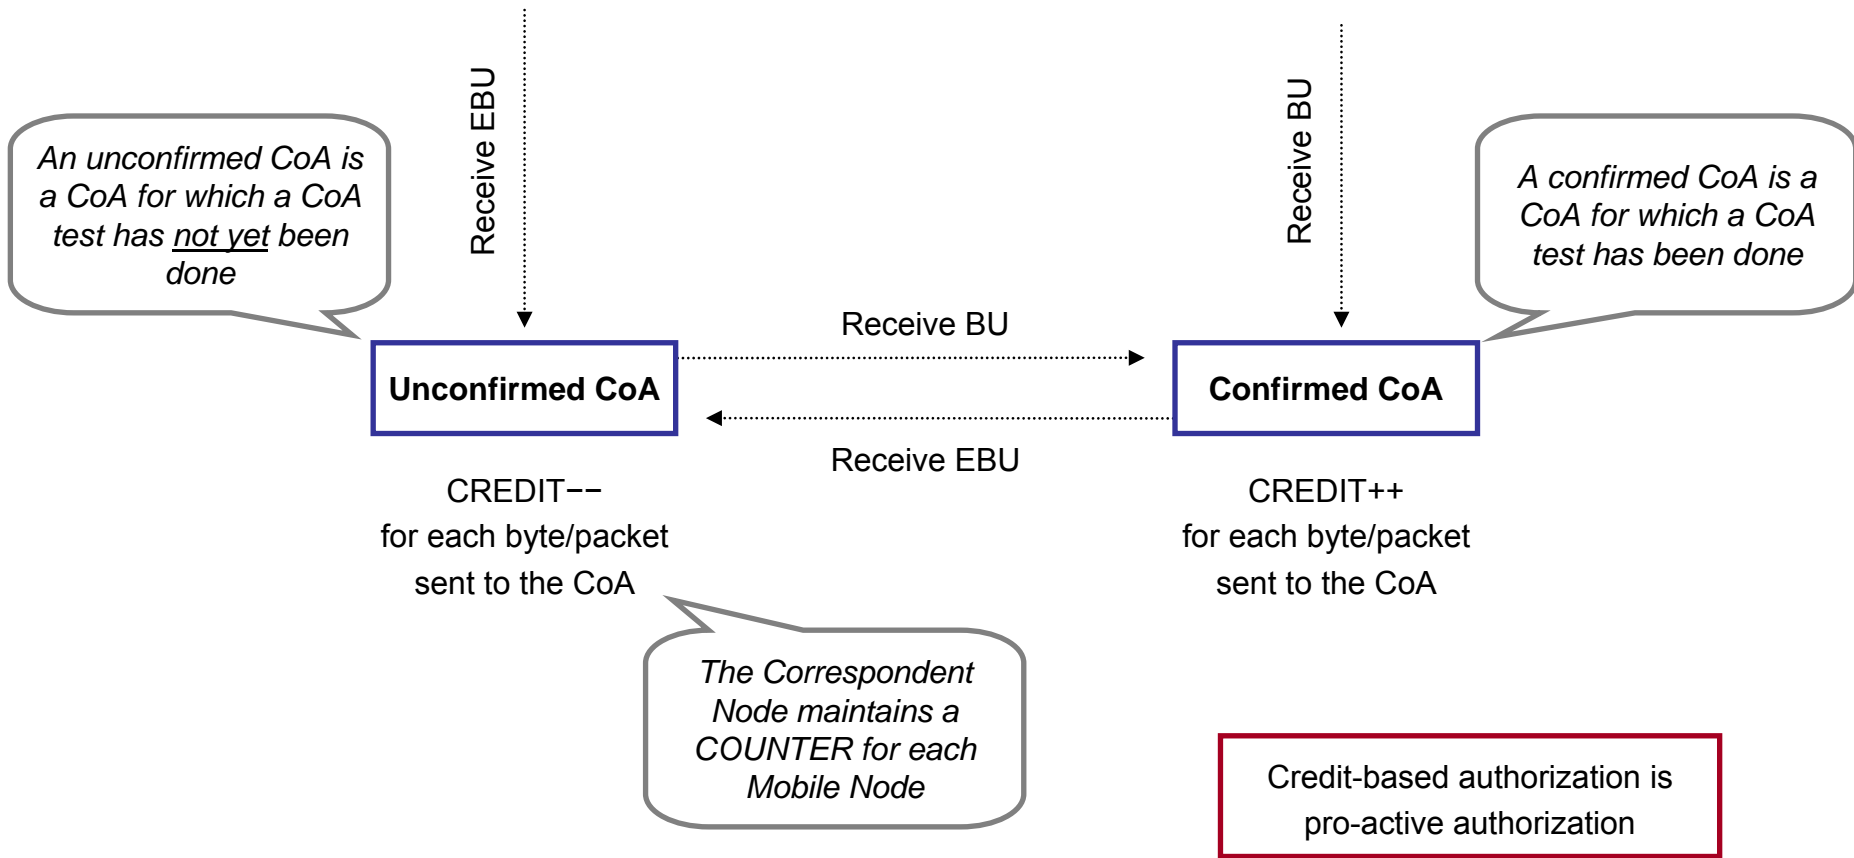 Receive EBU
Receive BU
An unconfirmed CoA is
a CoA for which a CoA
test has not yet been
done
A confirmed CoA is a
CoA for which a CoA
test has been done
Receive BU
Unconfirmed CoA
Confirmed CoA
Receive EBU
CREDIT−−
for each byte/packet
sent to the CoA
CREDIT++
for each byte/packet
sent to the CoA
The Correspondent
Node maintains a
COUNTER for each
Mobile Node
Credit-based authorization is
pro-active authorization